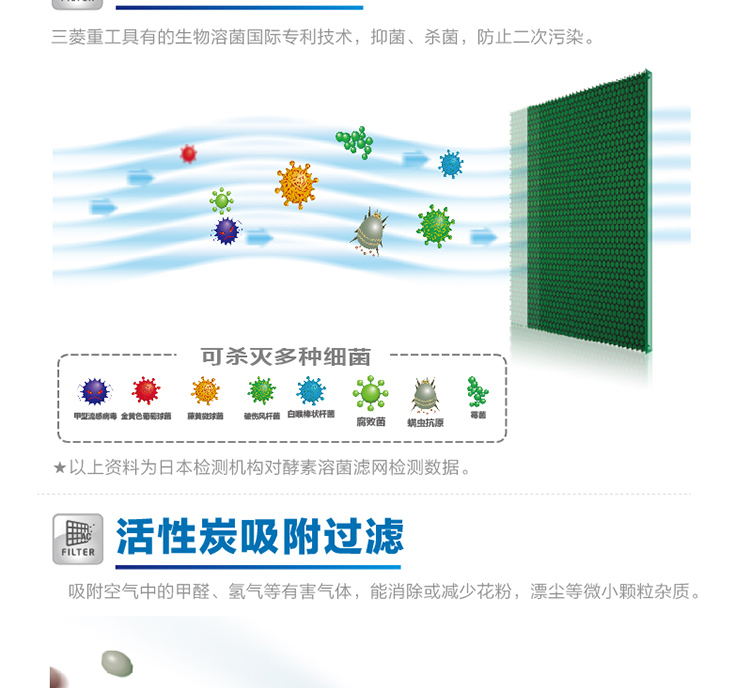 三菱重工具有的生物溶菌国际专利技术，抑菌、杀菌，防止二次污染。
可杀灭多种细菌
甲型流感病毒 金黄色葡萄球菌 藤黄微球菌 破伤风杆菌 白喉棒状杆菌 腐败菌 螨虫抗原 霉菌
★以上资料为日本检测机构对酵素溶菌滤网检测数据。
AC
FILTER
活性炭吸附过滤
吸附空气中的甲醛、氢气等有害气体，能消除或减少花粉，漂尘等微小颗粒杂质。